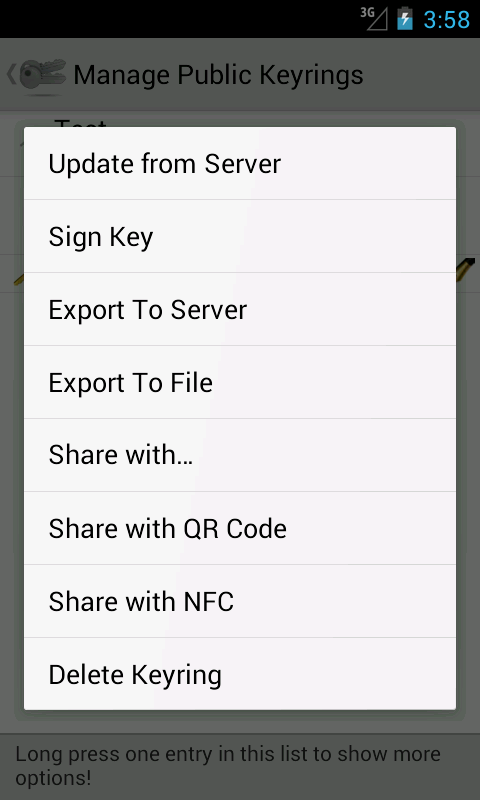 3G 3:58
Manage Public Keyrings
Test
Update from Server
Sign Key
Export To Server
Export To File
Share with...
Share with QR Code
Share with NFC
Delete Keyring
Long press one entry in this list to show more
options!